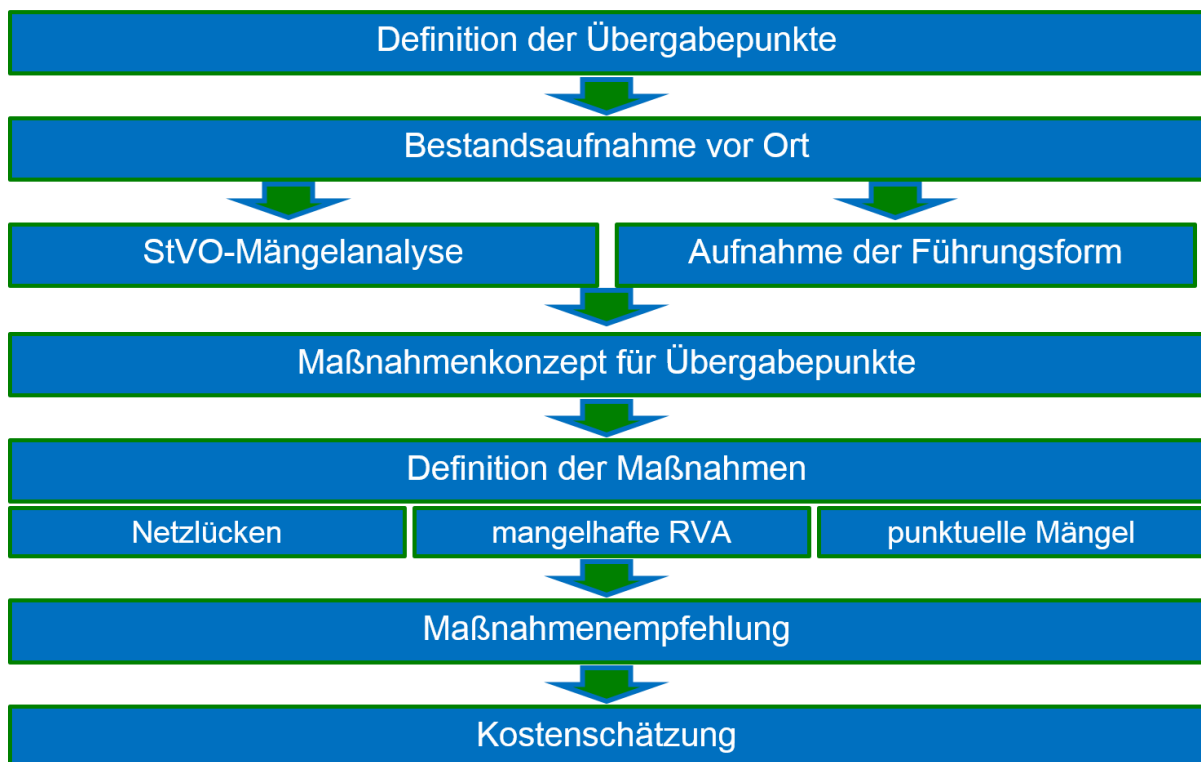 Definition der Übergabepunkte
Bestandsaufnahme vor Ort
StVO-Mängelanalyse
Aufnahme der Führungsform
Maßnahmenkonzept für Übergabepunkte
Definition der Maßnahmen
Netzlücken
mangelhafte RVA
punktuelle Mängel
Maßnahmenempfehlung
Kostenschätzung